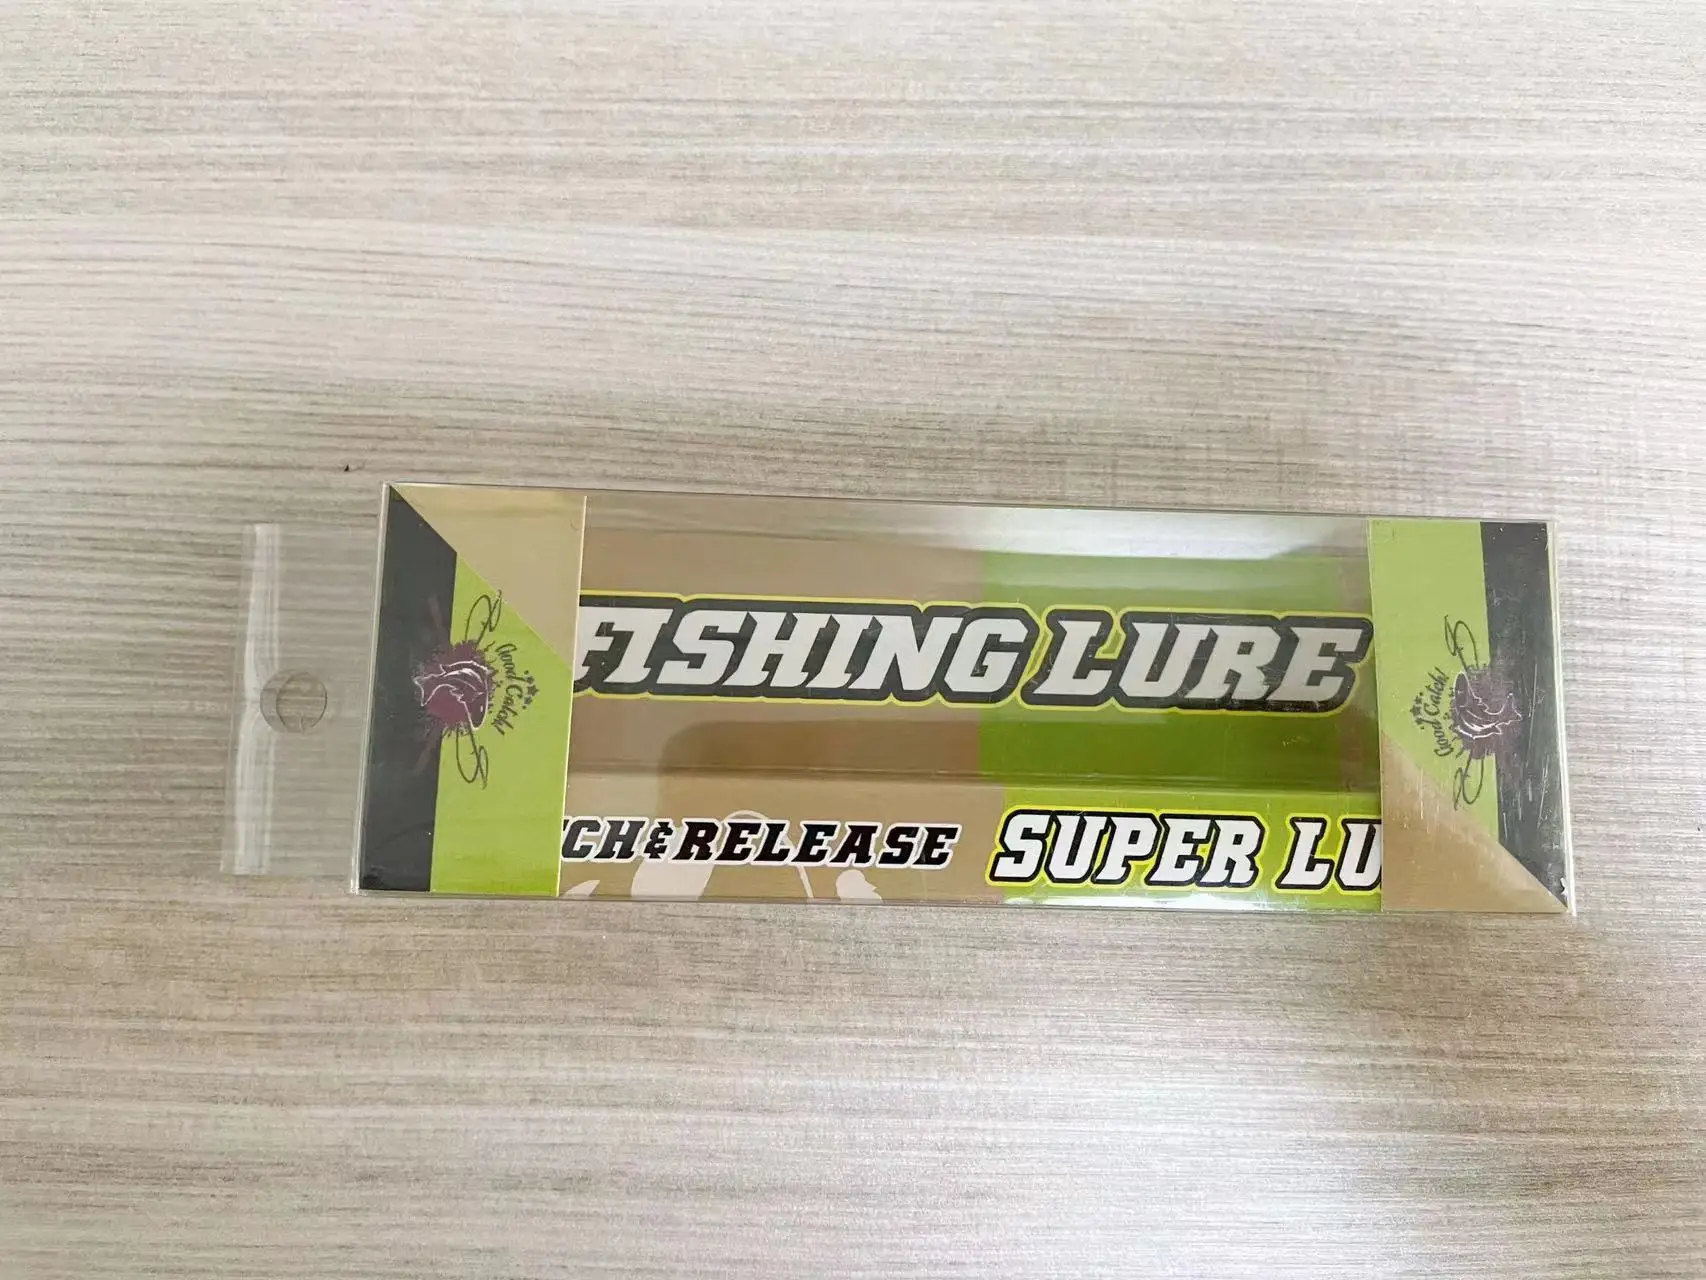 FISHING LURE
CH&RELEASE
SUPER LU
Good Catch!
Good Catch!